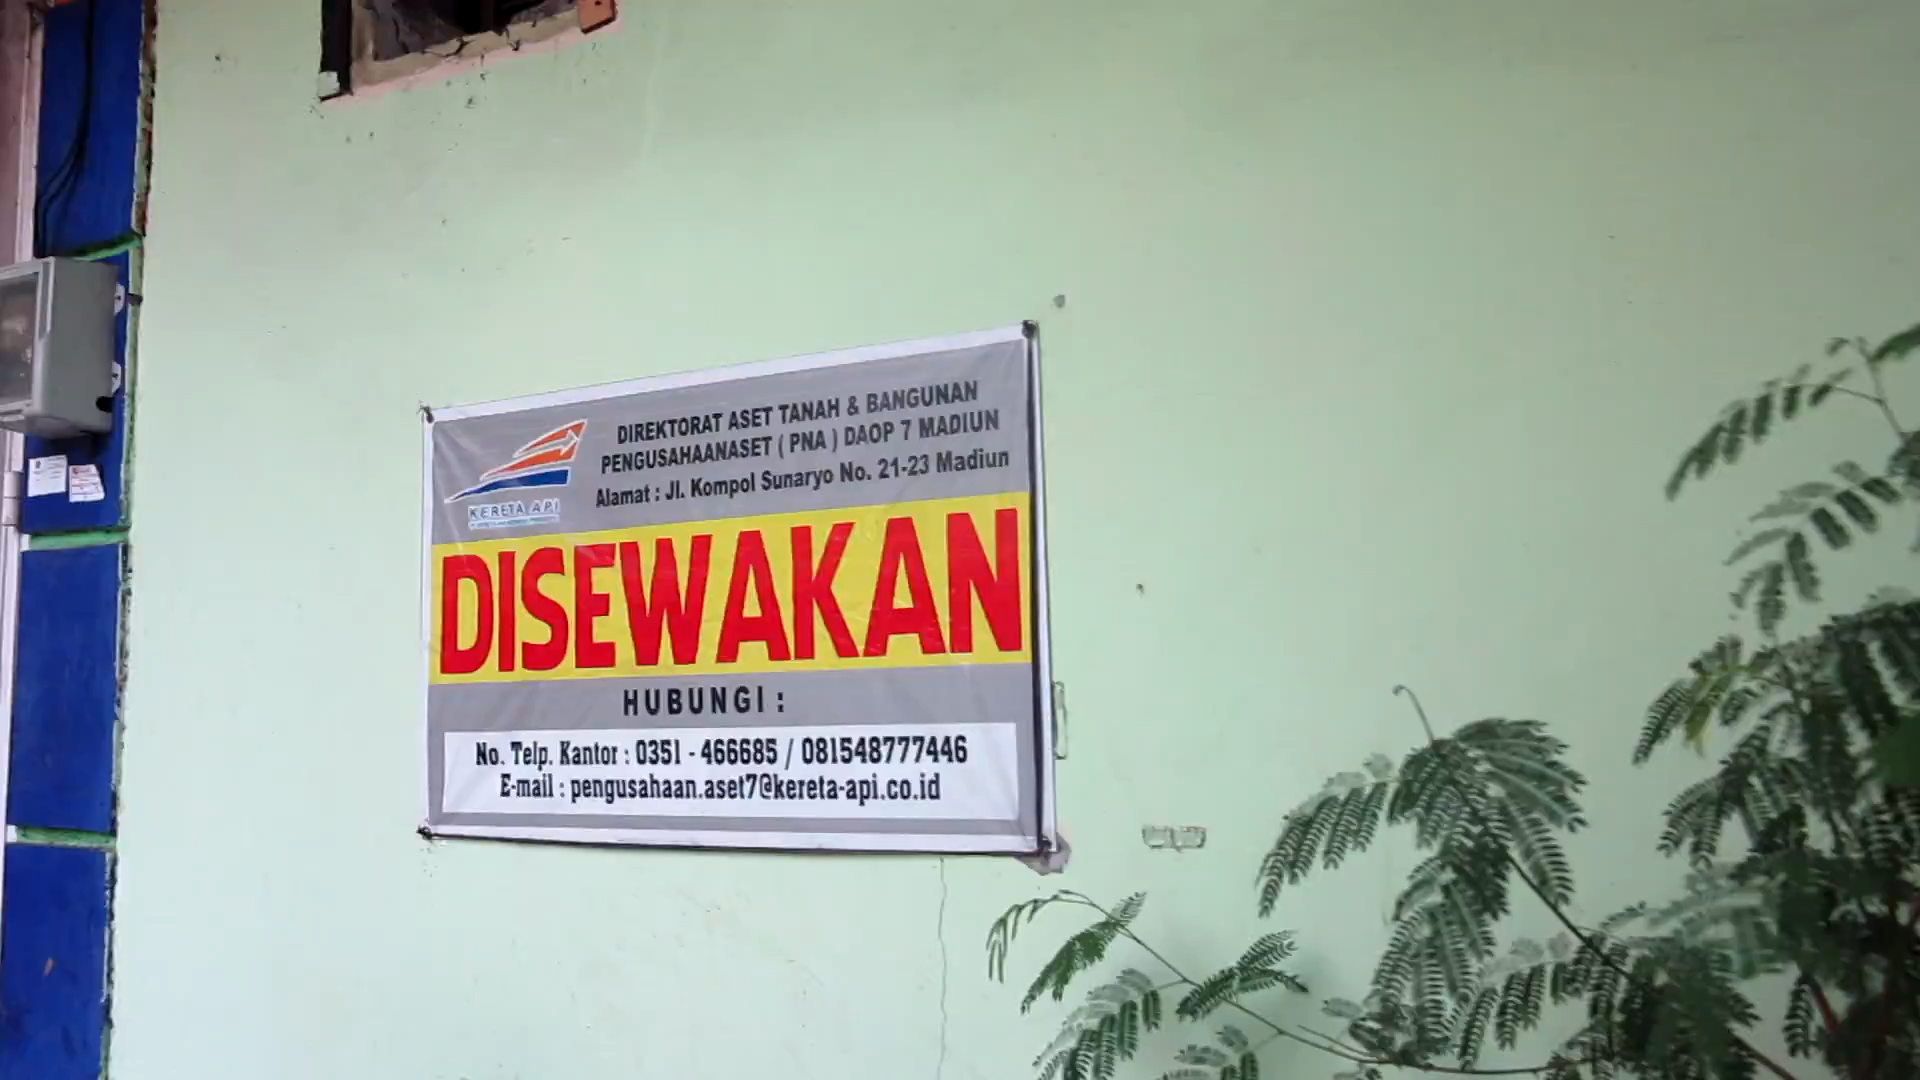 DIREKTORAT ASET TANAH & BANGUNAN
PENGUSAHAANASET ( PNA ) DAOP 7 MADIUN
Alamat : Jl. Kompol Sunaryo No. 21-23 Madiun
KERETA API
DISEWAKAN
HUBUNGI :
No. Telp. Kantor : 0351 - 466685 / 081548777446
E-mail : pengusahaan.aset7@kereta-api.co.id